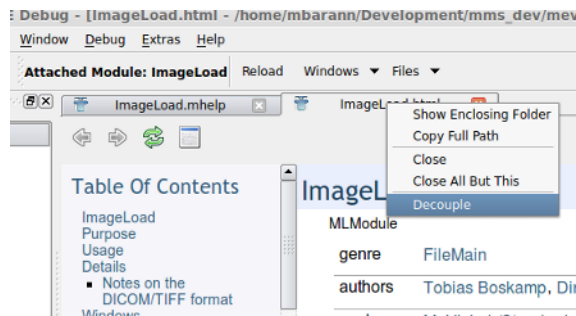 Debug - [ImageLoad.html - /home/mbarann/Development/mms_dev/mev
Window Debug Extras Help
Attached Module: ImageLoad Reload Windows Files
ImageLoad.mhelp
Show Enclosing Folder
Copy Full Path
Close
Close All But This
Decouple
Table Of Contents
ImageLoad
Purpose
Usage
Details
Notes on the
DICOM/TIFF format
Windows
MLModule
genre FileMain
authors Tobias Boskamp,